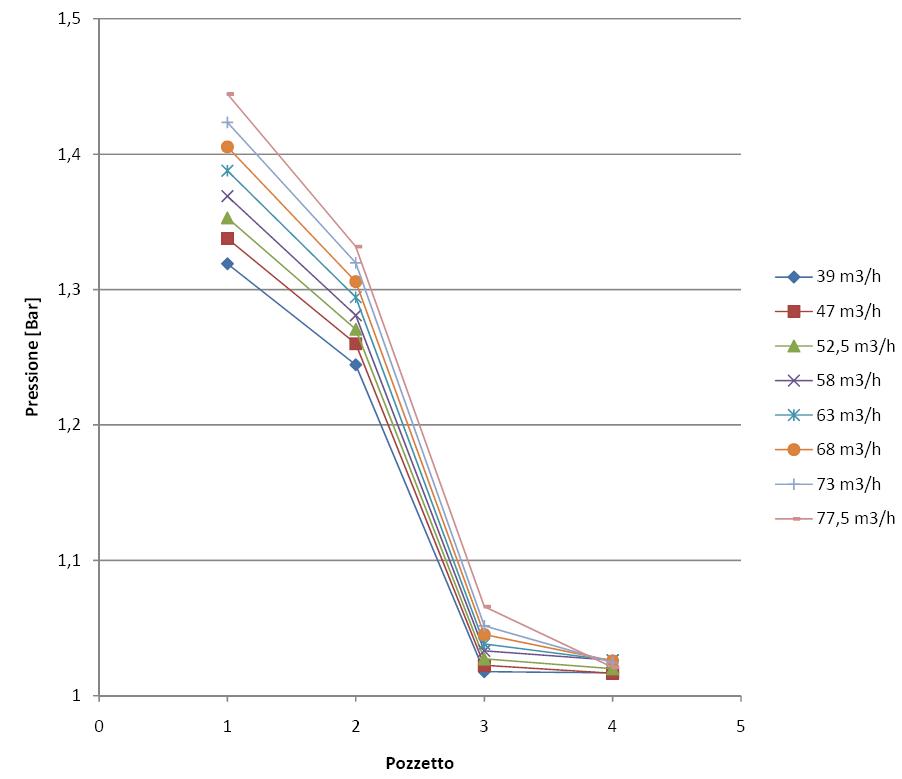 1,5
1,4
1,3
1,2
1,1
1
0
1
2
3
4
5
Pressione [Bar]
Pozzetto
39 m3/h
47 m3/h
52,5 m3/h
58 m3/h
63 m3/h
68 m3/h
73 m3/h
77,5 m3/h